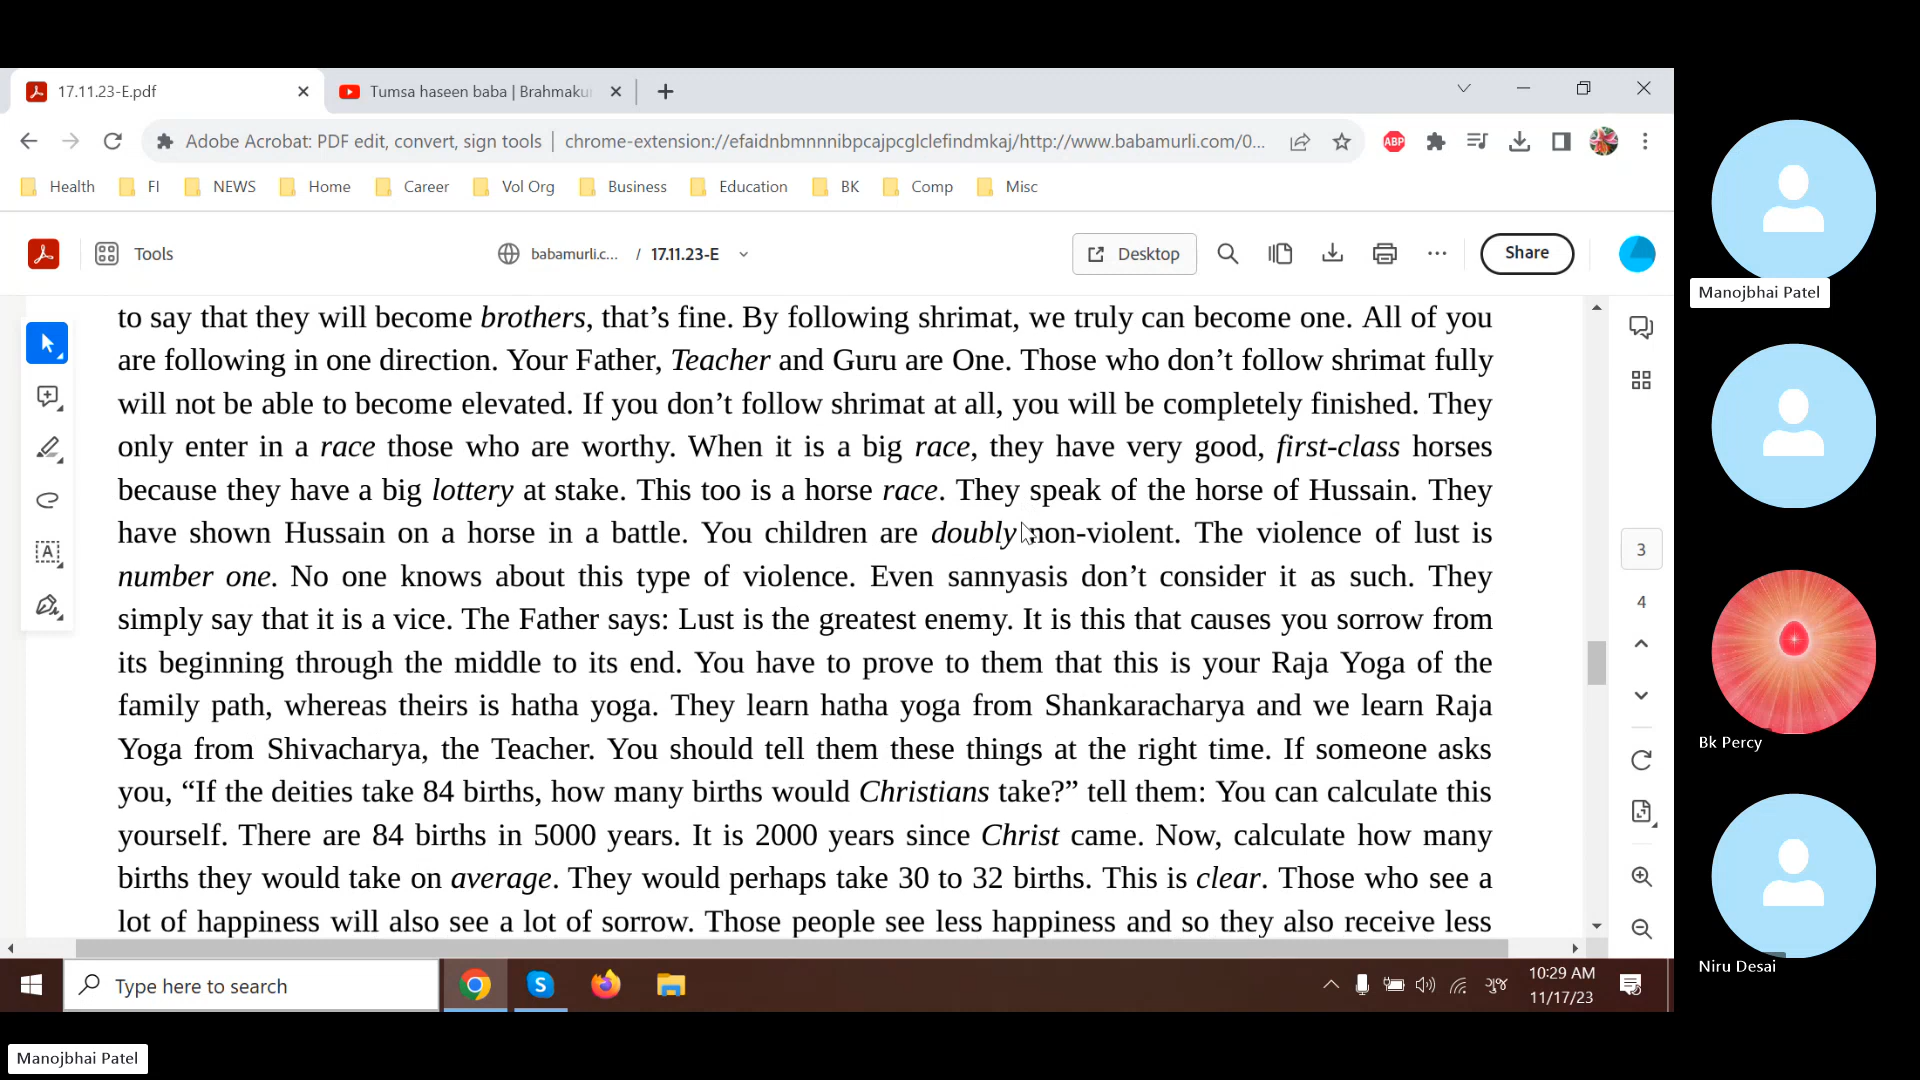 17.11.23-E.pdf
Tumsa haseen baba | Brahmaku
Adobe Acrobat: PDF edit, convert, sign tools | chrome-extension://efaidnbmnnnibpcajpcglclefindmkaj/http://www.babamurli.com/0...
ABP
Health FI NEWS Home Career Vol Org Business Education BK Comp Misc
Tools
babamurli.c... / 17.11.23-E
Desktop
Share
to say that they will become brothers, that’s fine. By following shrimat, we truly can become one. All of you
are following in one direction. Your Father, Teacher and Guru are One. Those who don’t follow shrimat fully
will not be able to become elevated. If you don’t follow shrimat at all, you will be completely finished. They
only enter in a race those who are worthy. When it is a big race, they have very good, first-class horses
because they have a big lottery at stake. This too is a horse race. They speak of the horse of Hussain. They
have shown Hussain on a horse in a battle. You children are doubly non-violent. The violence of lust is
number one. No one knows about this type of violence. Even sannyasis don’t consider it as such. They
simply say that it is a vice. The Father says: Lust is the greatest enemy. It is this that causes you sorrow from
its beginning through the middle to its end. You have to prove to them that this is your Raja Yoga of the
family path, whereas theirs is hatha yoga. They learn hatha yoga from Shankaracharya and we learn Raja
Yoga from Shivacharya, the Teacher. You should tell them these things at the right time. If someone asks
you, “If the deities take 84 births, how many births would Christians take?” tell them: You can calculate this
yourself. There are 84 births in 5000 years. It is 2000 years since Christ came. Now, calculate how many
births they would take on average. They would perhaps take 30 to 32 births. This is clear. Those who see a
lot of happiness will also see a lot of sorrow. Those people see less happiness and so they also receive less
3
4
Type here to search
ગુજ
10:29 AM
11/17/23
Manojbhai Patel
Bk Percy
Niru Desai
Manojbhai Patel